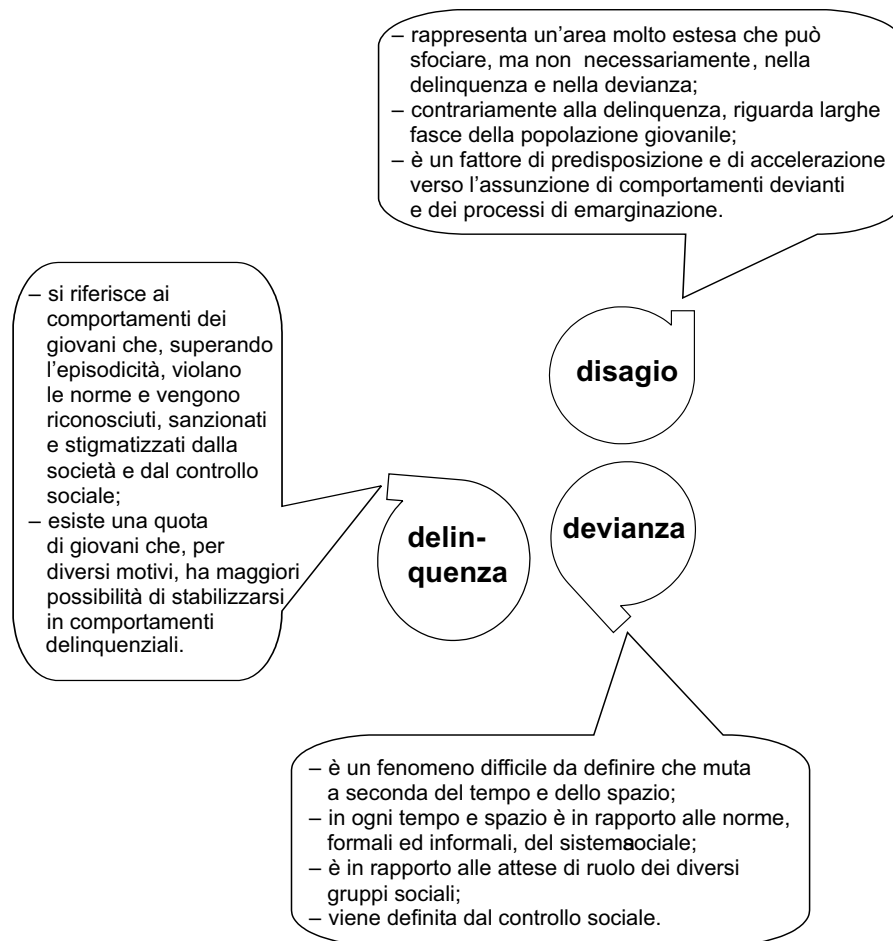 – rappresenta un’area molto estesa che può
sfociare, ma non necessariamente, nella
delinquenza e nella devianza;
– contrariamente alla delinquenza, riguarda larghe
fasce della popolazione giovanile;
– è un fattore di predisposizione e di accelerazione
verso l’assunzione di comportamenti devianti
e dei processi di emarginazione.
– si riferisce ai
comportamenti dei
giovani che, superando
l’episodicità, violano
le norme e vengono
riconosciuti, sanzionati
e stigmatizzati dalla
società e dal controllo
sociale;
– esiste una quota
di giovani che, per
diversi motivi, ha maggiori
possibilità di stabilizzarsi
in comportamenti
delinquenziali.
disagio
devianza
delin-
quenza
– è un fenomeno difficile da definire che muta
a seconda del tempo e dello spazio;
– in ogni tempo e spazio è in rapporto alle norme,
formali ed informali, del sistema sociale;
– è in rapporto alle attese di ruolo dei diversi
gruppi sociali;
– viene definita dal controllo sociale.